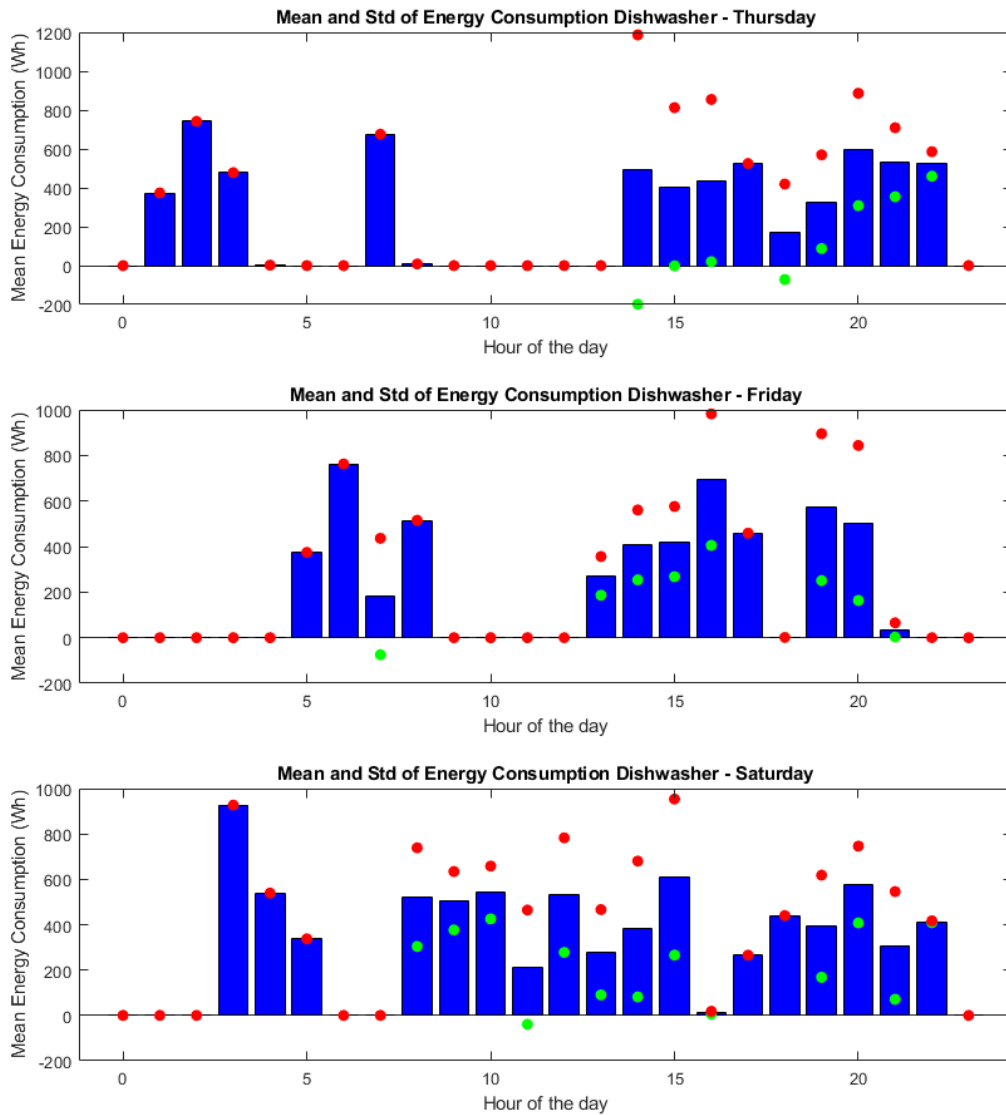 Mean and Std of Energy Consumption Dishwasher - Thursday
Mean Energy Consumption (Wh)
1200
1000
800
600
400
200
0
-200
0 5 10 15 20
Hour of the day
Mean and Std of Energy Consumption Dishwasher - Friday
Mean Energy Consumption (Wh)
1000
800
600
400
200
0
-200
0 5 10 15 20
Hour of the day
Mean and Std of Energy Consumption Dishwasher - Saturday
Mean Energy Consumption (Wh)
1000
800
600
400
200
0
-200
0 5 10 15 20
Hour of the day